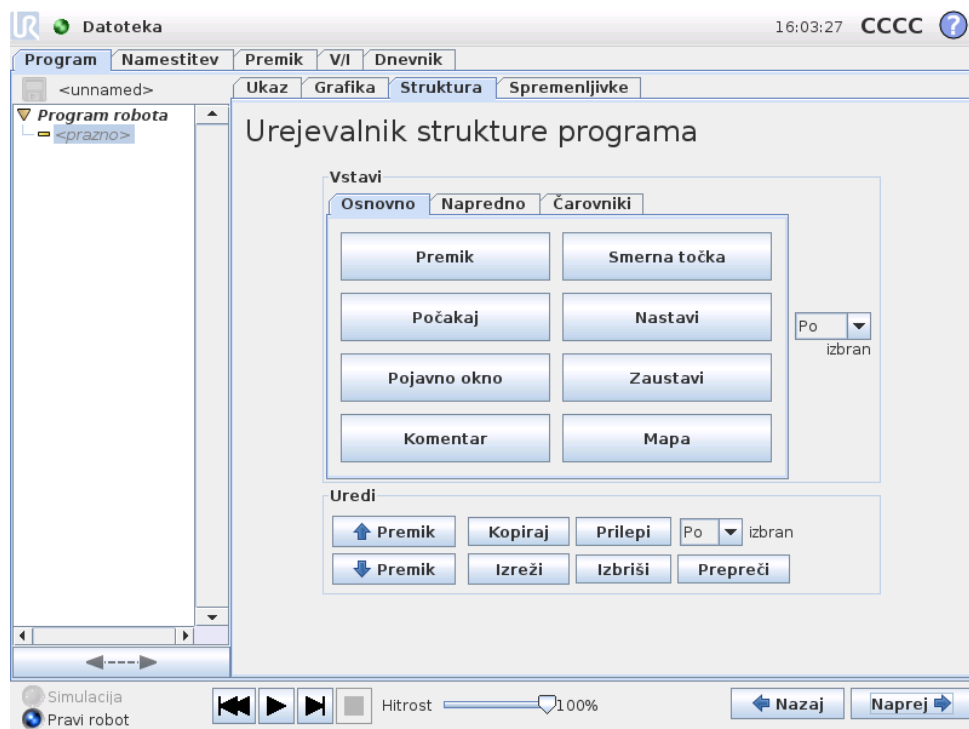 UR Datoteka 16:03:27 CCCC ?
Program Namestitev Premik V/I Dnevnik
<unnamed>
Ukaz Grafika Struktura Spremenljivke
Program robota
<prazno>
Urejevalnik strukture programa
Vstavi
Osnovno Napredno Čarovniki
Premik Smerna točka
Počakaj Nastavi
Po
izbran
Pojavno okno Zaustavi
Komentar Mapa
Uredi
Premik Kopiraj Prilepi Po izbran
Premik Izreži Izbriši Prepreči
Simulacija
Pravi robot
Hitrost 100%
Nazaj Naprej